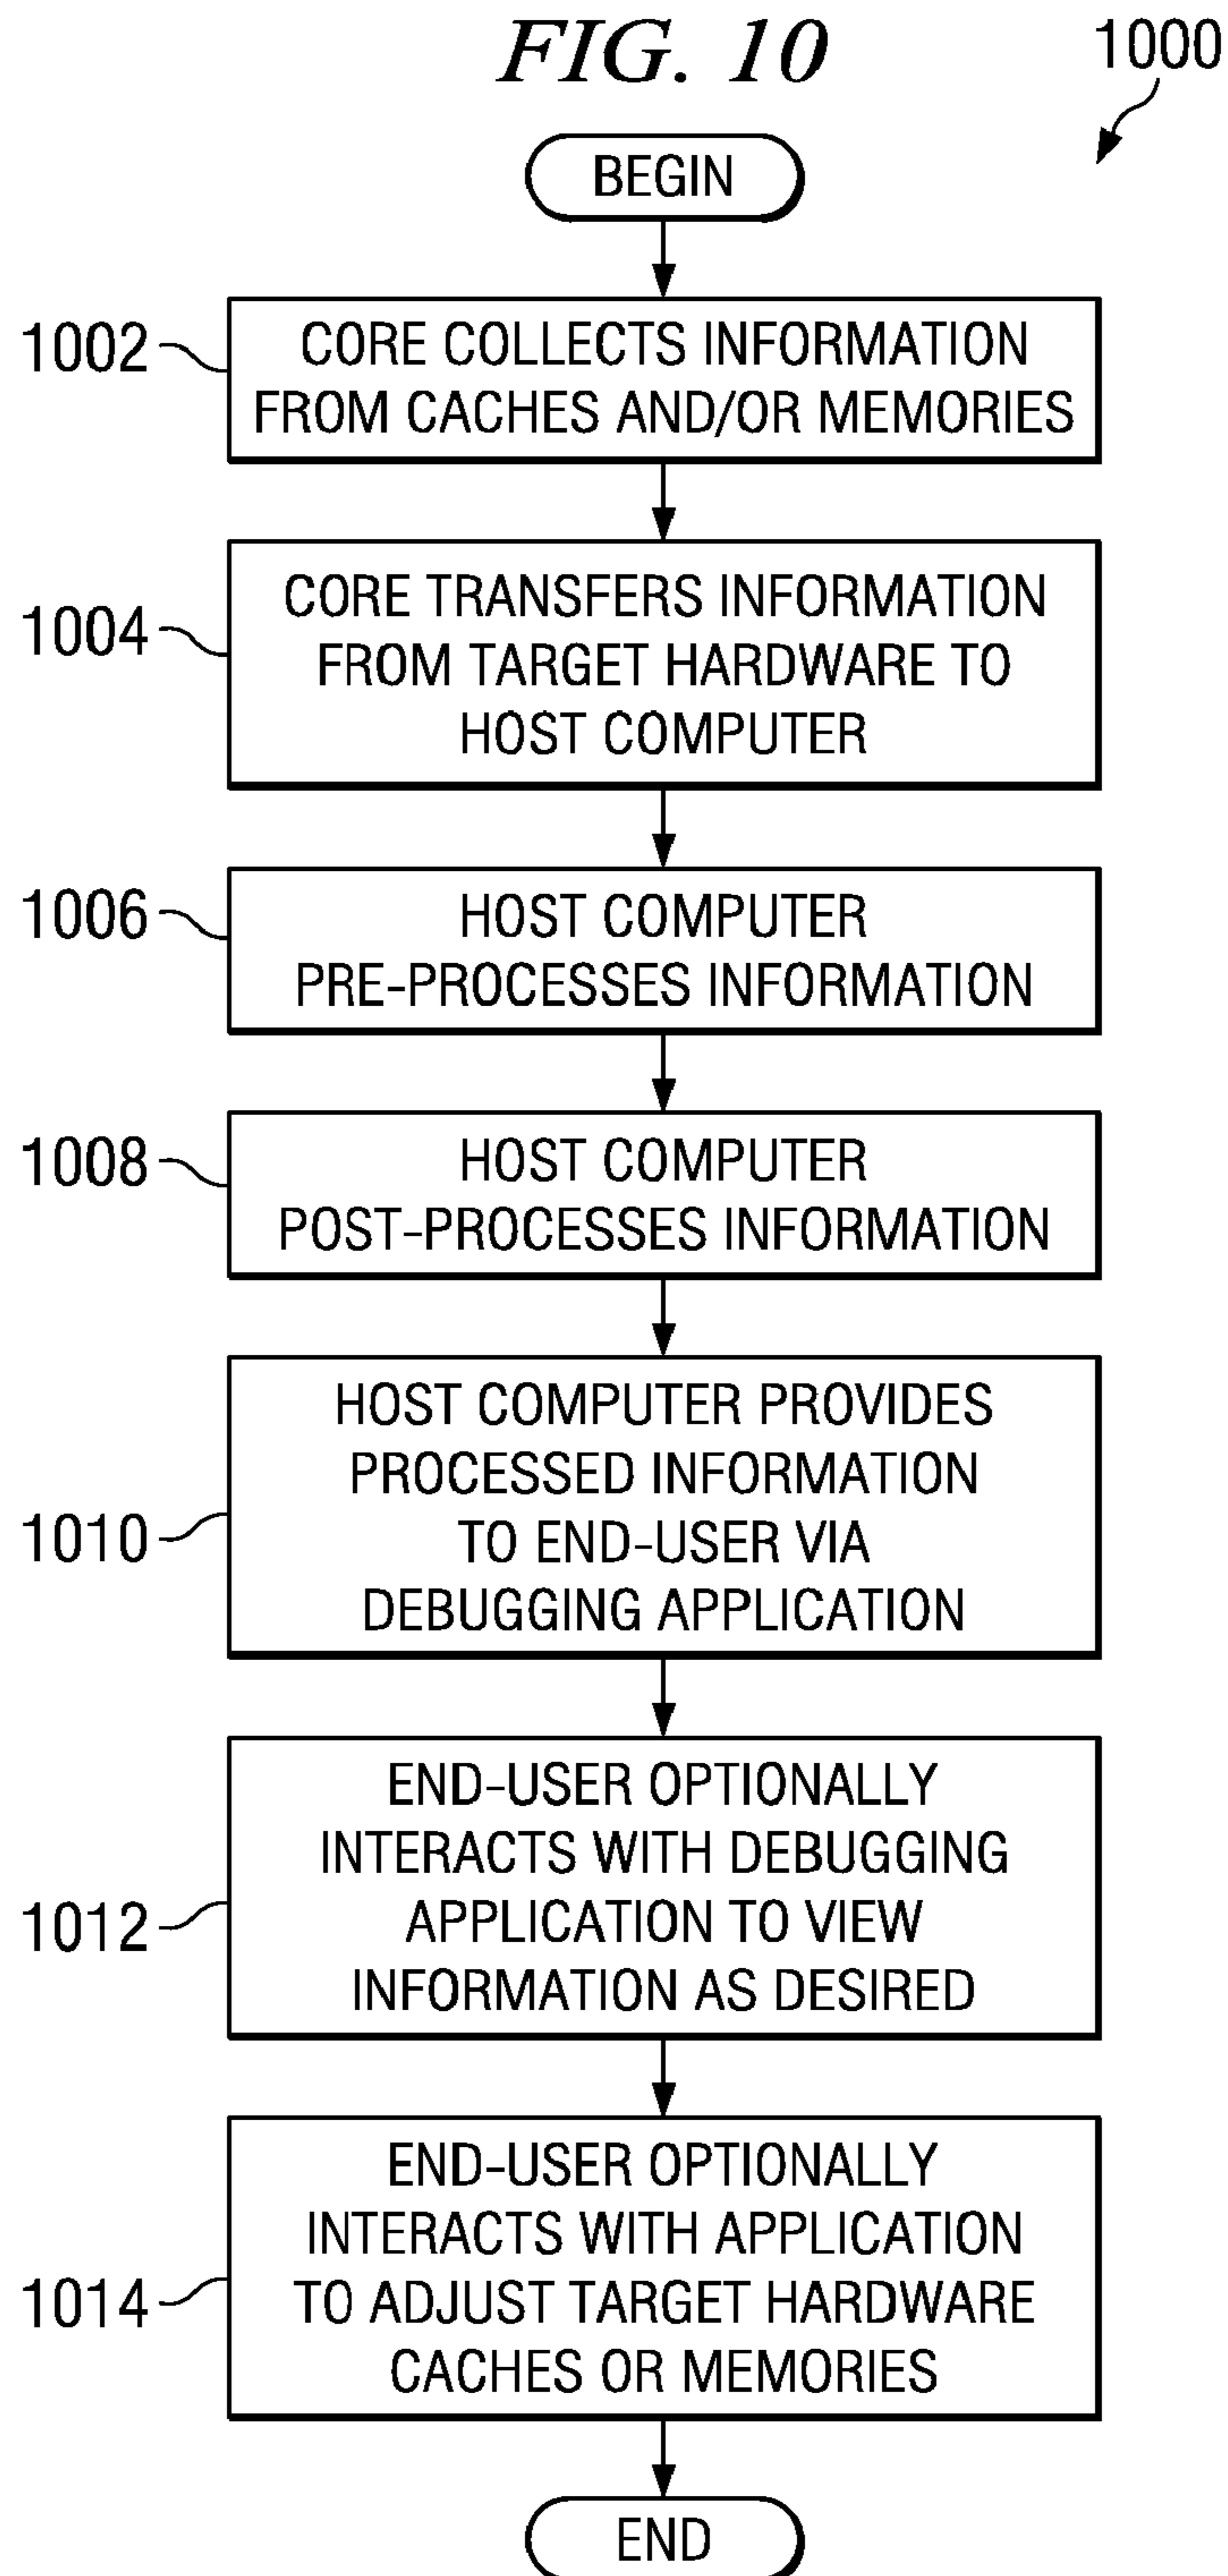 FIG. 10
1000
BEGIN
1002
CORE COLLECTS INFORMATION
FROM CACHES AND/OR MEMORIES
1004
CORE TRANSFERS INFORMATION
FROM TARGET HARDWARE TO
HOST COMPUTER
1006
HOST COMPUTER
PRE-PROCESSES INFORMATION
1008
HOST COMPUTER
POST-PROCESSES INFORMATION
1010
HOST COMPUTER PROVIDES
PROCESSED INFORMATION
TO END-USER VIA
DEBUGGING APPLICATION
1012
END-USER OPTIONALLY
INTERACTS WITH DEBUGGING
APPLICATION TO VIEW
INFORMATION AS DESIRED
1014
END-USER OPTIONALLY
INTERACTS WITH APPLICATION
TO ADJUST TARGET HARDWARE
CACHES OR MEMORIES
END